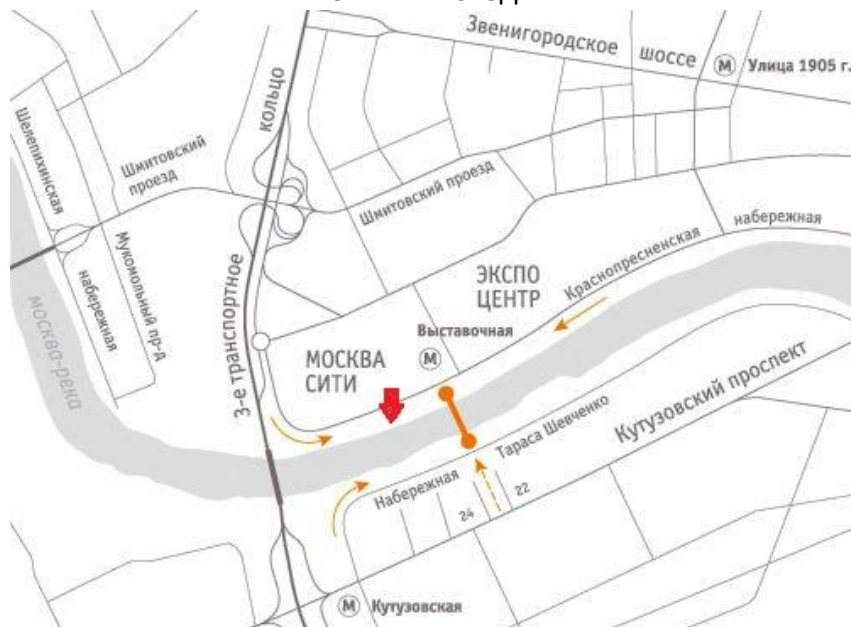 Звенигородское шоссе
М Улица 1905 г.
кольцо
Шелепихинская
Шмитовский
проезд
Шмитовский проезд
набережная
Мукомольный пр-д
набережная
Краснопресненская
ЭКСПО
ЦЕНТР
3-е транспортное
Выставочная
М
москва-река
МОСКВА
СИТИ
Кутузовский проспект
Тараса Шевченко
Набережная
24
22
М Кутузовская